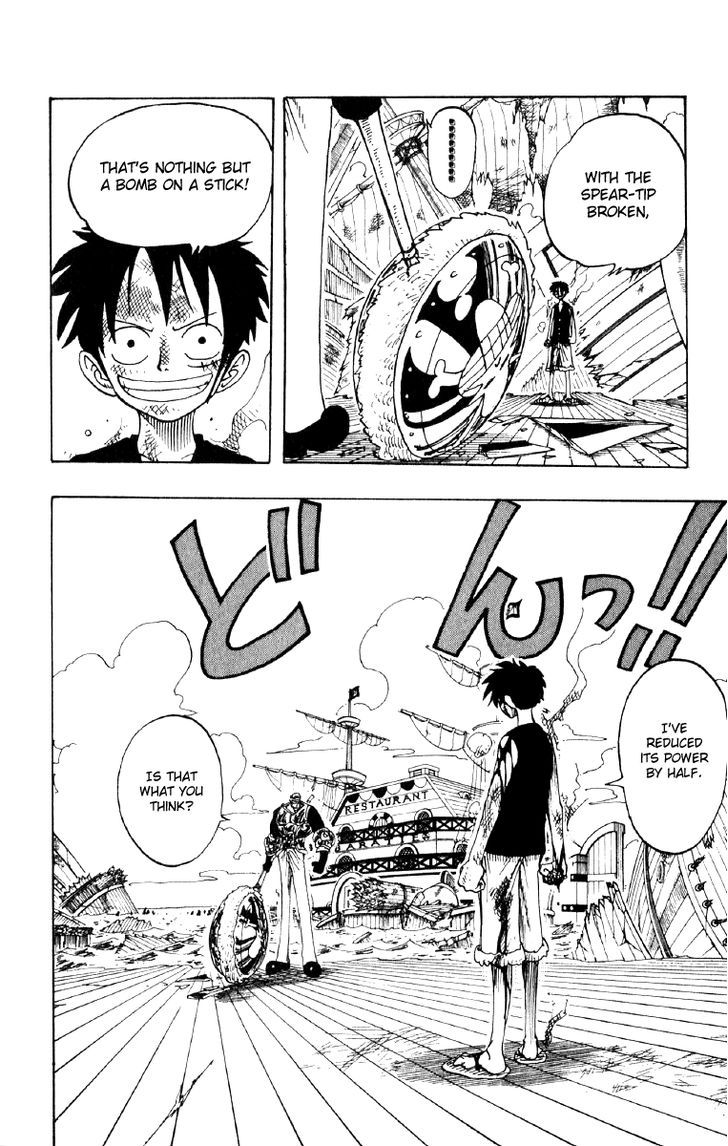 WITH THE
SPEAR-TIP
BROKEN,
THAT'S NOTHING BUT
A BOMB ON A STICK!
どんっ!!
I'VE
REDUCED
ITS POWER
BY HALF.
IS THAT
WHAT YOU
THINK?
RESTAURANT